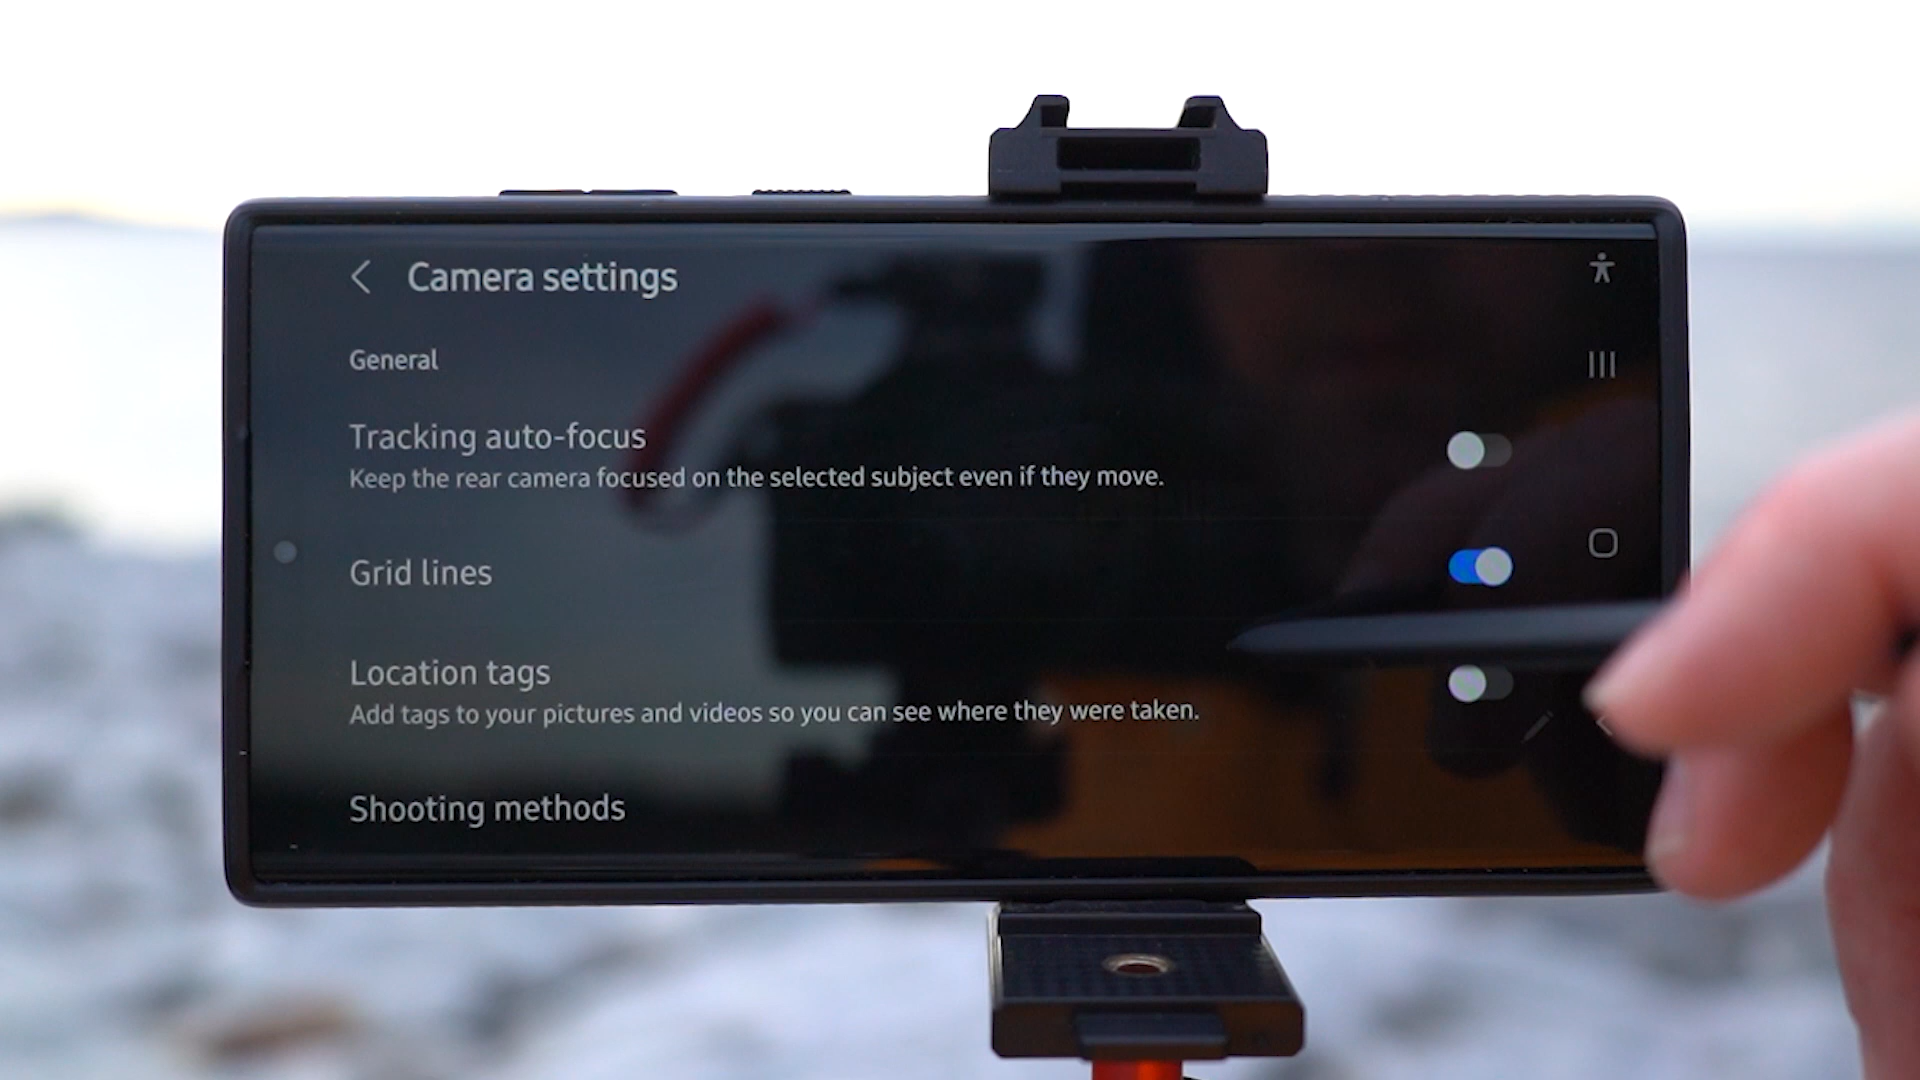 Camera settings
General
Tracking auto-focus
Keep the rear camera focused on the selected subject even if they move.
Grid lines
Location tags
Add tags to your pictures and videos so you can see where they were taken.
Shooting methods